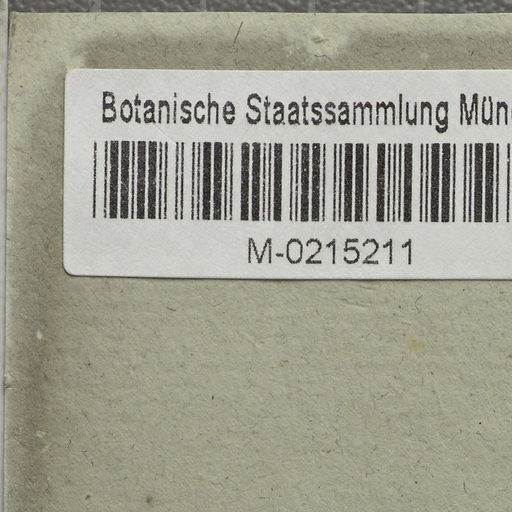 Botanische Staatssammlung Mün
M-0215211